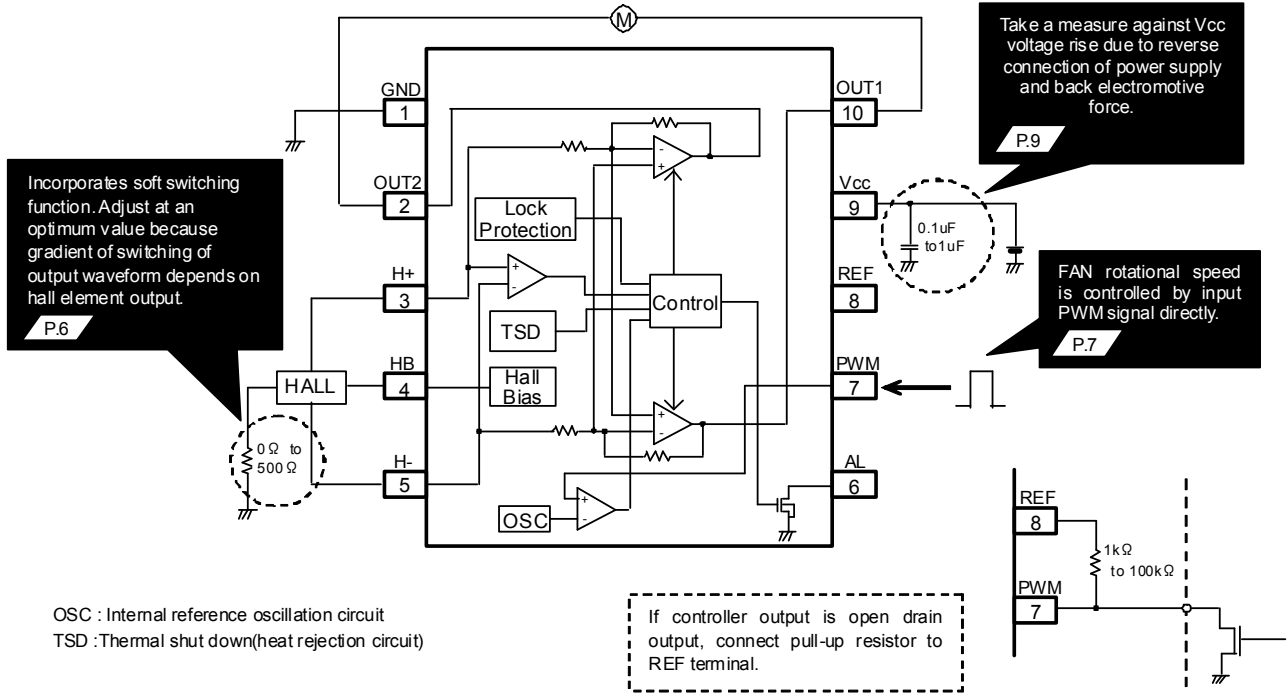 M
Take a measure against Vcc
voltage rise due to reverse
connection of power supply
and back electromotive
force.
P.9
GND
1
OUT1
10
Incorporates soft switching
function. Adjust at an
optimum value because
gradient of switching of
output waveform depends on
hall element output.
P.6
OUT2
2
Lock
Protection
Vcc
9
0.1uF
to1uF
H+
3
Control
REF
8
FAN rotational speed
is controlled by input
PWM signal directly.
P.7
TSD
HALL
HB
4
Hall
Bias
PWM
7
0Ω to
500Ω
H-
5
AL
6
OSC
REF
8
1kΩ
to 100kΩ
PWM
7
OSC : Internal reference oscillation circuit
TSD :Thermal shut down(heat rejection circuit)
If controller output is open drain
output, connect pull-up resistor to
REF terminal.